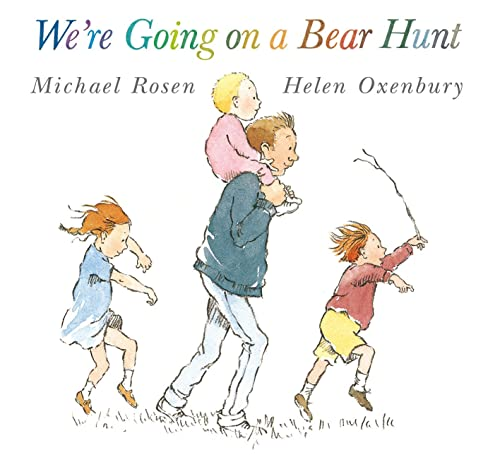 We're Going on a Bear Hunt
Michael Rosen Helen Oxenbury